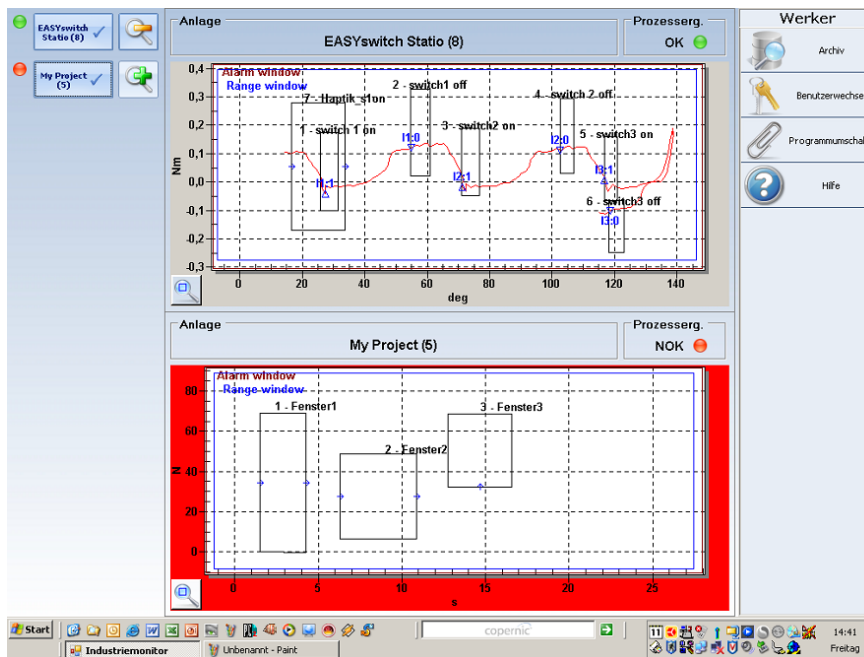 EASYswitch
Statio (8)
My Project
(5)
Anlage
EASYswitch Statio (8)
Prozesserg.
OK
Alarm window
Range window
7 - Haptik_s1on
1 - switch 1 on
2 - switch1 off
3 - switch2 on
4 - switch 2 off
5 - switch3 on
6 - switch3 off
I1:1
I1:0
I2:1
I2:0
I3:1
I3:0
Nm
0,4
0,3
0,2
0,1
0,0
-0,1
-0,2
-0,3
0 20 40 60 80 100 120 140
deg
Anlage
My Project (5)
Prozesserg.
NOK
Alarm window
Range window
1 - Fenster1
2 - Fenster2
3 - Fenster3
N
80
60
40
20
0
0 5 10 15 20 25
s
Werker
Archiv
Benutzerwechse
Programmumschal
Hilfe
Start
copernic
11
14:41
Industriemonitor
Unbenannt - Paint
Freitag